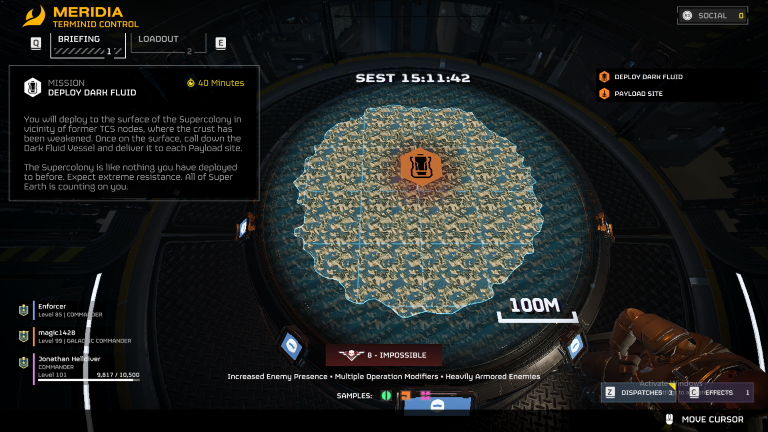 MERIDIA
TERMINID CONTROL
Q
BRIEFING
1
LOADOUT
2
E
SOCIAL 0
MISSION
DEPLOY DARK FLUID
40 Minutes
You will deploy to the surface of the Supercolony in
vicinity of former TCS nodes, where the crust has
been weakened. Once on the surface, call down the
Dark Fluid Vessel and deliver it to each Payload site.
The Supercolony is like nothing you have deployed
to before. Expect extreme resistance. All of Super
Earth is counting on you.
SEST 15:11:42
DEPLOY DARK FLUID
PAYLOAD SITE
100M
Enforcer
Level 85 | COMMANDER
magic1428
Level 99 | GALACTIC COMMANDER
Jonathan Helldiver
COMMANDER
Level 101
9,817 / 10,500
8 - IMPOSSIBLE
Increased Enemy Presence • Multiple Operation Modifiers • Heavily Armored Enemies
SAMPLES:
Activate Windows
Z DISPATCHES 3
C EFFECTS 1
MOVE CURSOR